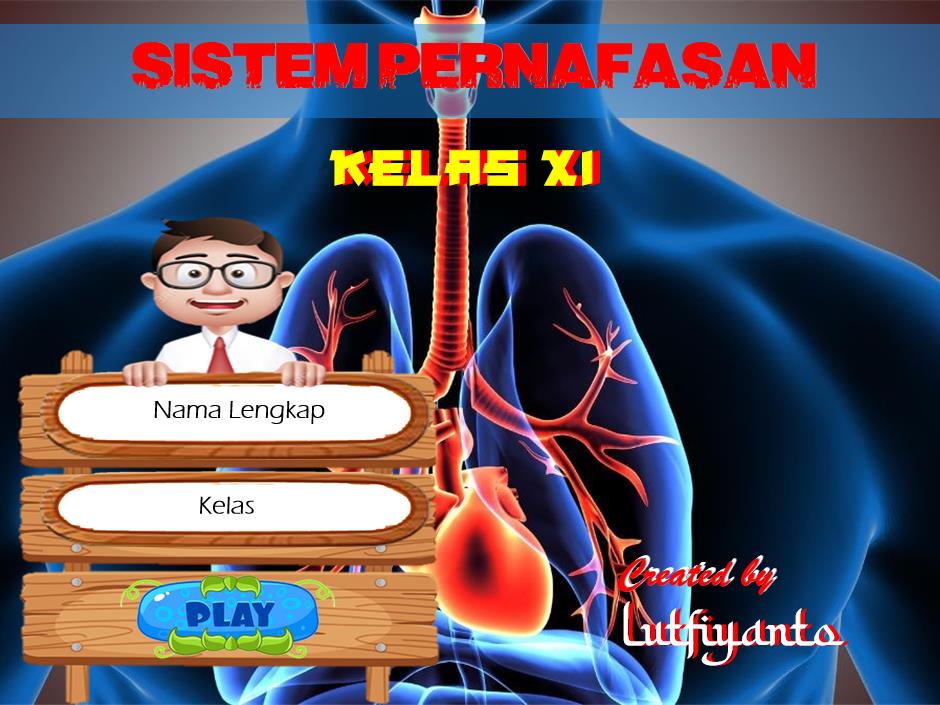 SISTEM PERNAFASAN
KELAS XI
Nama Lengkap
Kelas
PLAY
Created by
Lutfiyanto